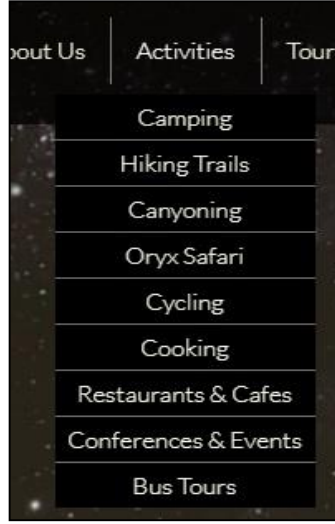 bout Us Activities Tour
Camping
Hiking Trails
Canyoning
Oryx Safari
Cycling
Cooking
Restaurants & Cafes
Conferences & Events
Bus Tours